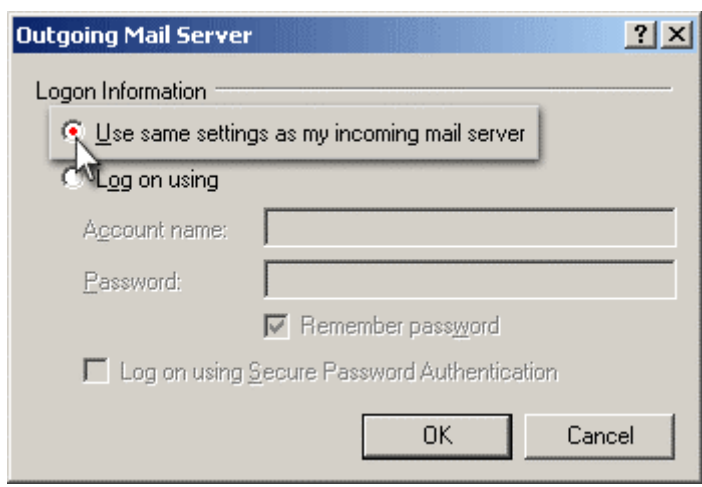 Outgoing Mail Server
Logon Information
Use same settings as my incoming mail server
Log on using
Account name:
Password:
Remember password
Log on using Secure Password Authentication
OK Cancel